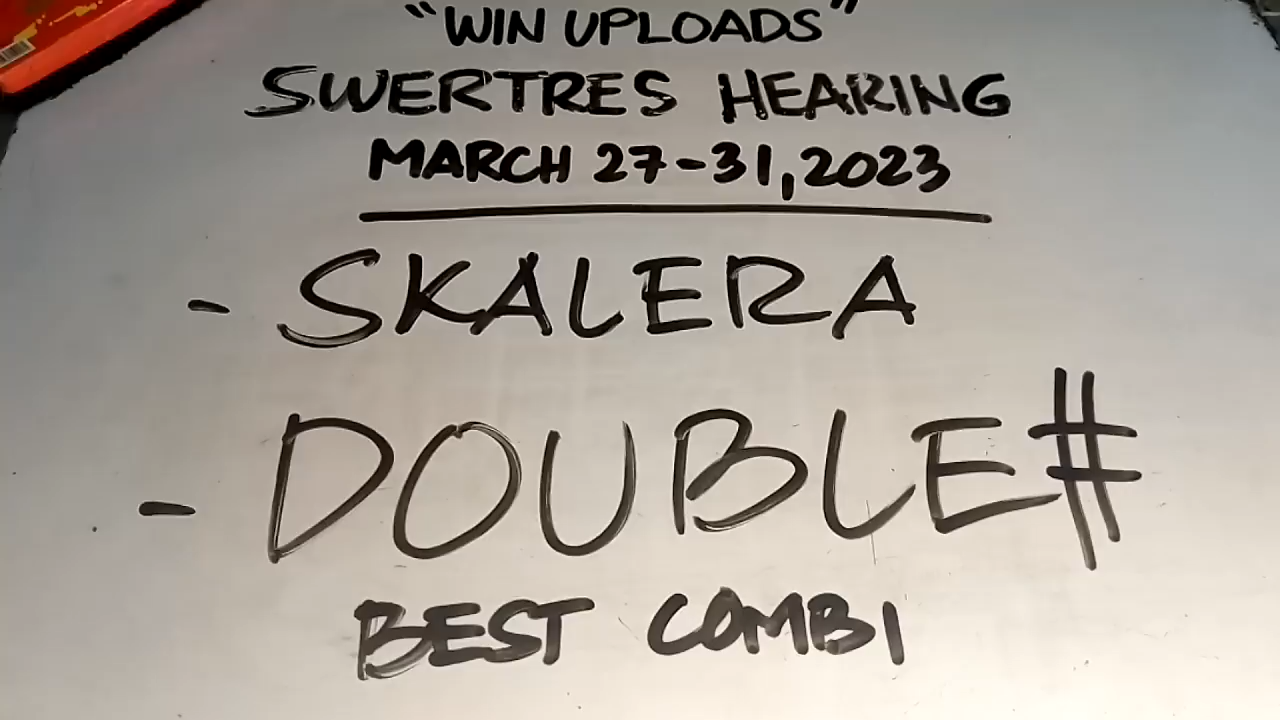 "WIN UPLOADS"
SWERTRES HEARING
MARCH 27-31, 2023
- SKALERA
- DOUBLE#
BEST COMBI